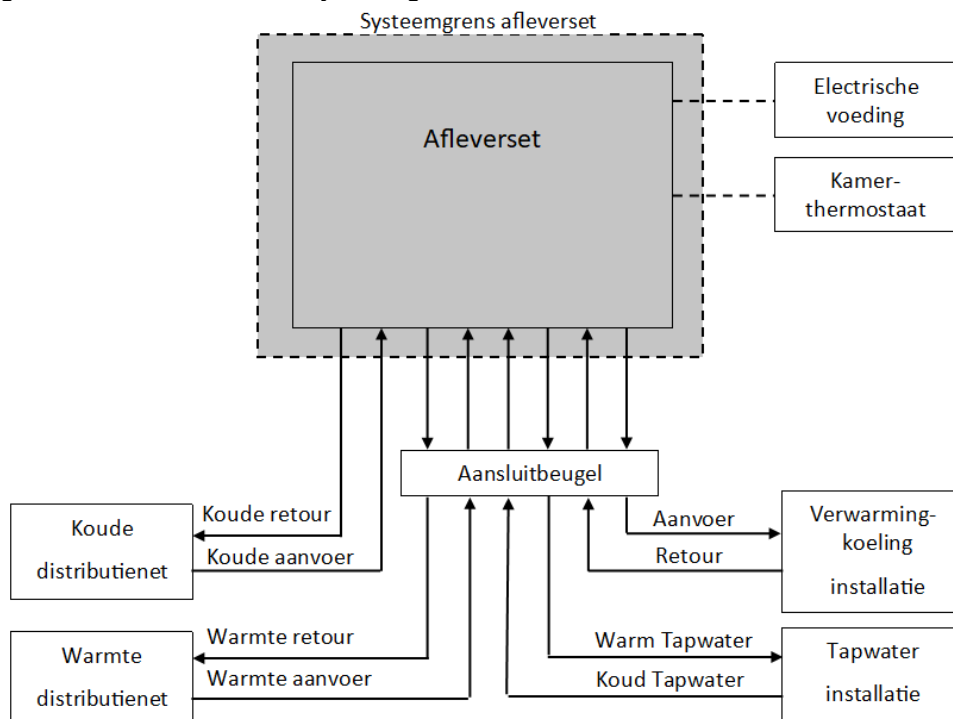 Systeemgrens afleverset
Afleverset
Electrische
voeding
Kamer-
thermostaat
Aansluitbeugel
Koude
distributienet
Koude retour
Koude aanvoer
Aanvoer
Retour
Verwarming-
koeling
installatie
Warmte
distributienet
Warmte retour
Warmte aanvoer
Warm Tapwater
Koud Tapwater
Tapwater
installatie